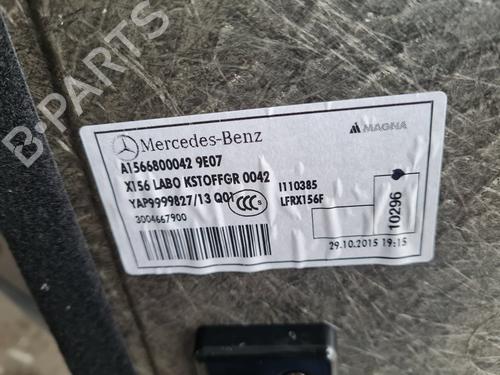 B-PARTS
Mercedes-Benz
MAGNA
A1566800042 9E07
X156 LABO KSTOFFGR 0042
YAP9999827/13 Q01
3004667900
CCC S
I110385
LFRX156F
10296
29.10.2015 19:15